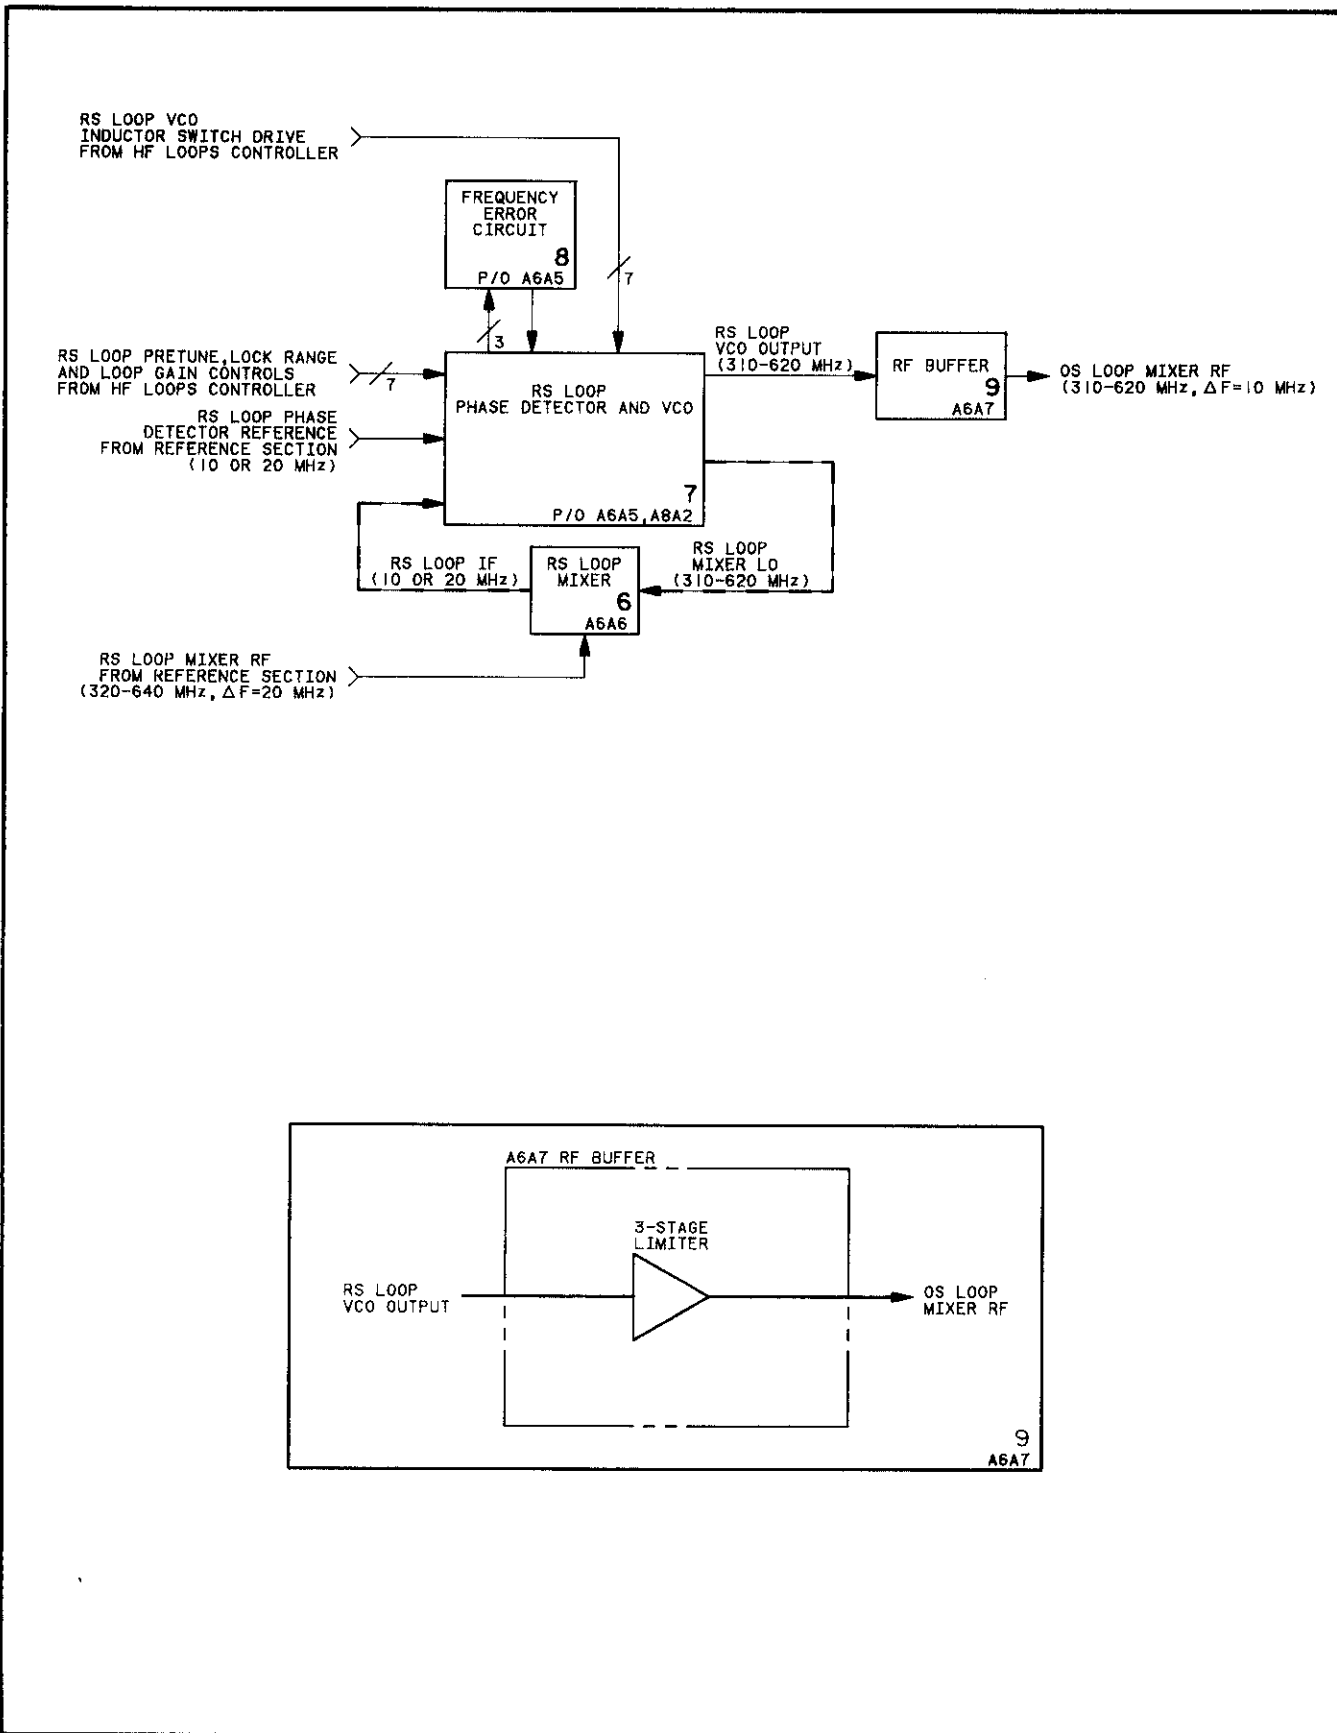 RS LOOP VCO
INDUCTOR SWITCH DRIVE
FROM HF LOOPS CONTROLLER
FREQUENCY
ERROR
CIRCUIT
8
P/O A6A5
7
3
RS LOOP PRETUNE,LOCK RANGE
AND LOOP GAIN CONTROLS
FROM HF LOOPS CONTROLLER
7
RS LOOP PHASE
DETECTOR REFERENCE
FROM REFERENCE SECTION
(10 OR 20 MHz)
RS LOOP
PHASE DETECTOR AND VCO
7
P/O A6A5,A8A2
RS LOOP
VCO OUTPUT
(310-620 MHz)
RF BUFFER
9
A6A7
OS LOOP MIXER RF
(310-620 MHz, ΔF=10 MHz)
RS LOOP IF
(10 OR 20 MHz)
RS LOOP
MIXER
6
A6A6
RS LOOP
MIXER LO
(310-620 MHz)
RS LOOP MIXER RF
FROM REFERENCE SECTION
(320-640 MHz, ΔF=20 MHz)
A6A7 RF BUFFER
3-STAGE
LIMITER
RS LOOP
VCO OUTPUT
OS LOOP
MIXER RF
9
A6A7